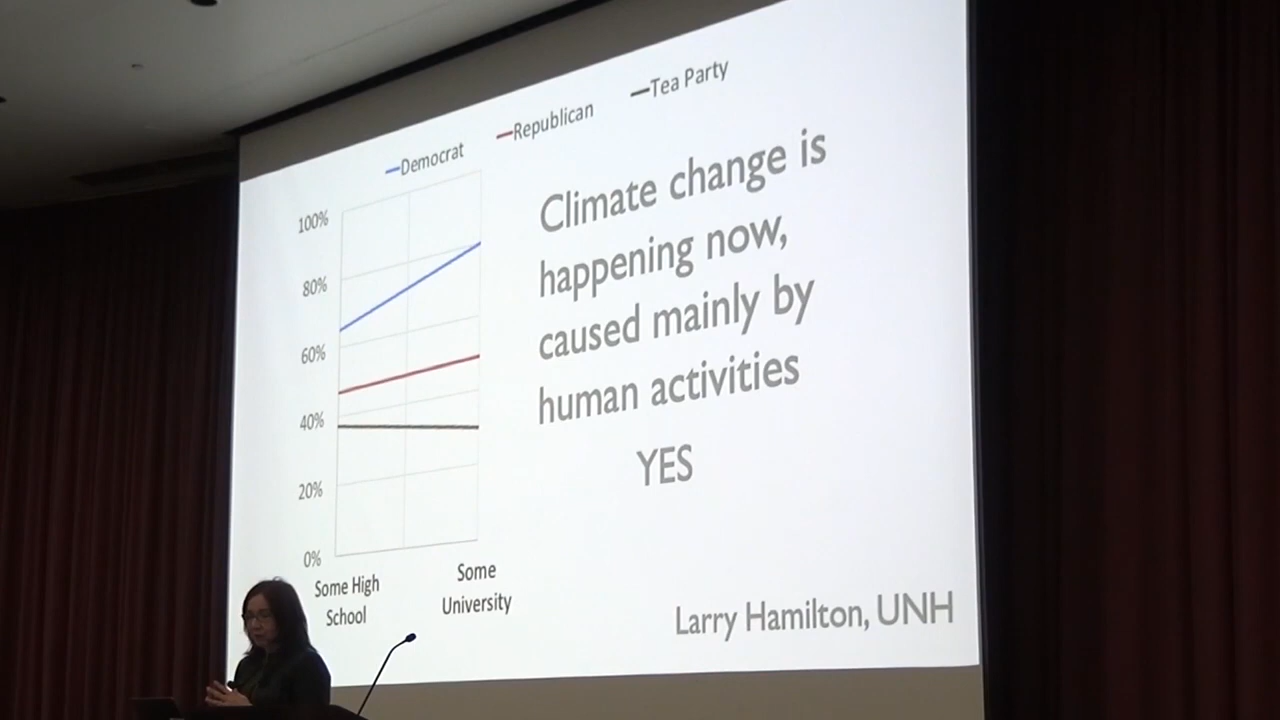 Democrat
Republican
Tea Party
100%
80%
60%
40%
20%
0%
Some High
School
Some
University
Climate change is
happening now,
caused mainly by
human activities
YES
Larry Hamilton, UNH